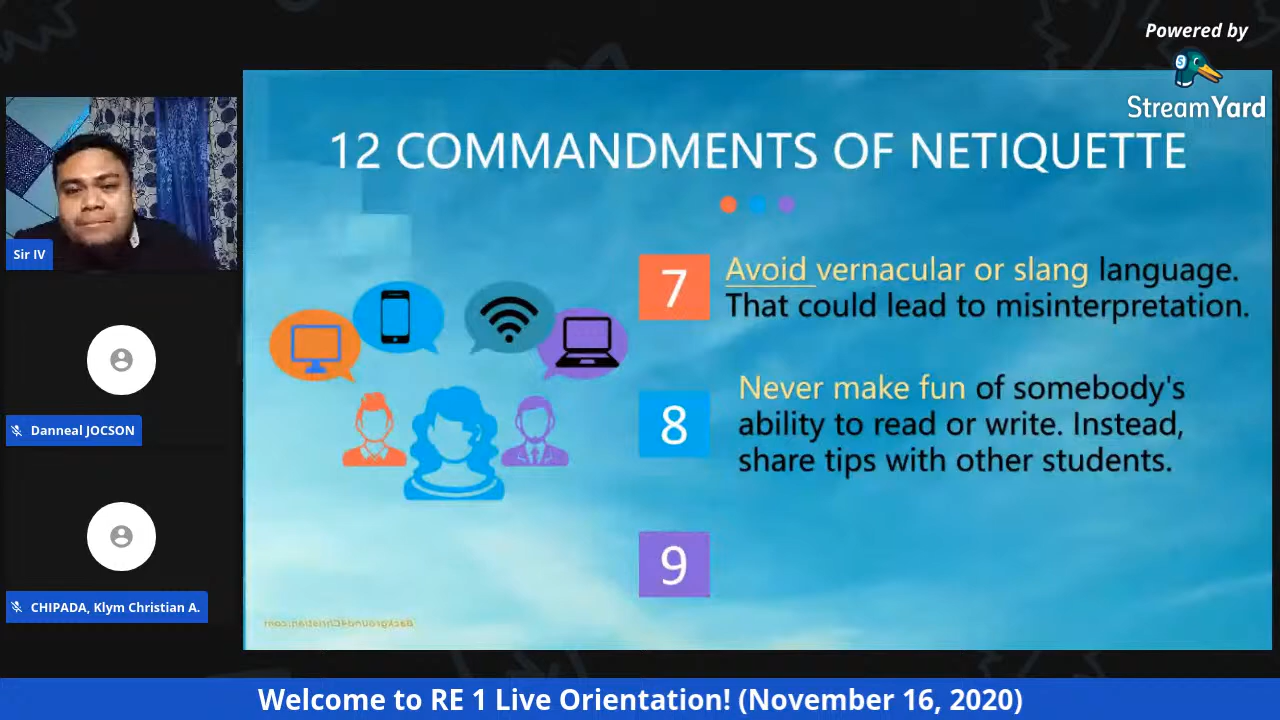 Powered by
StreamYard
12 COMMANDMENTS OF NETIQUETTE
Sir IV
7
Avoid vernacular or slang language.
That could lead to misinterpretation.
8
Never make fun of somebody's
ability to read or write. Instead,
share tips with other students.
Danneal JOCSON
9
CHIPADA, Klym Christian A.
Background4Christian.com
Welcome to RE 1 Live Orientation! (November 16, 2020)